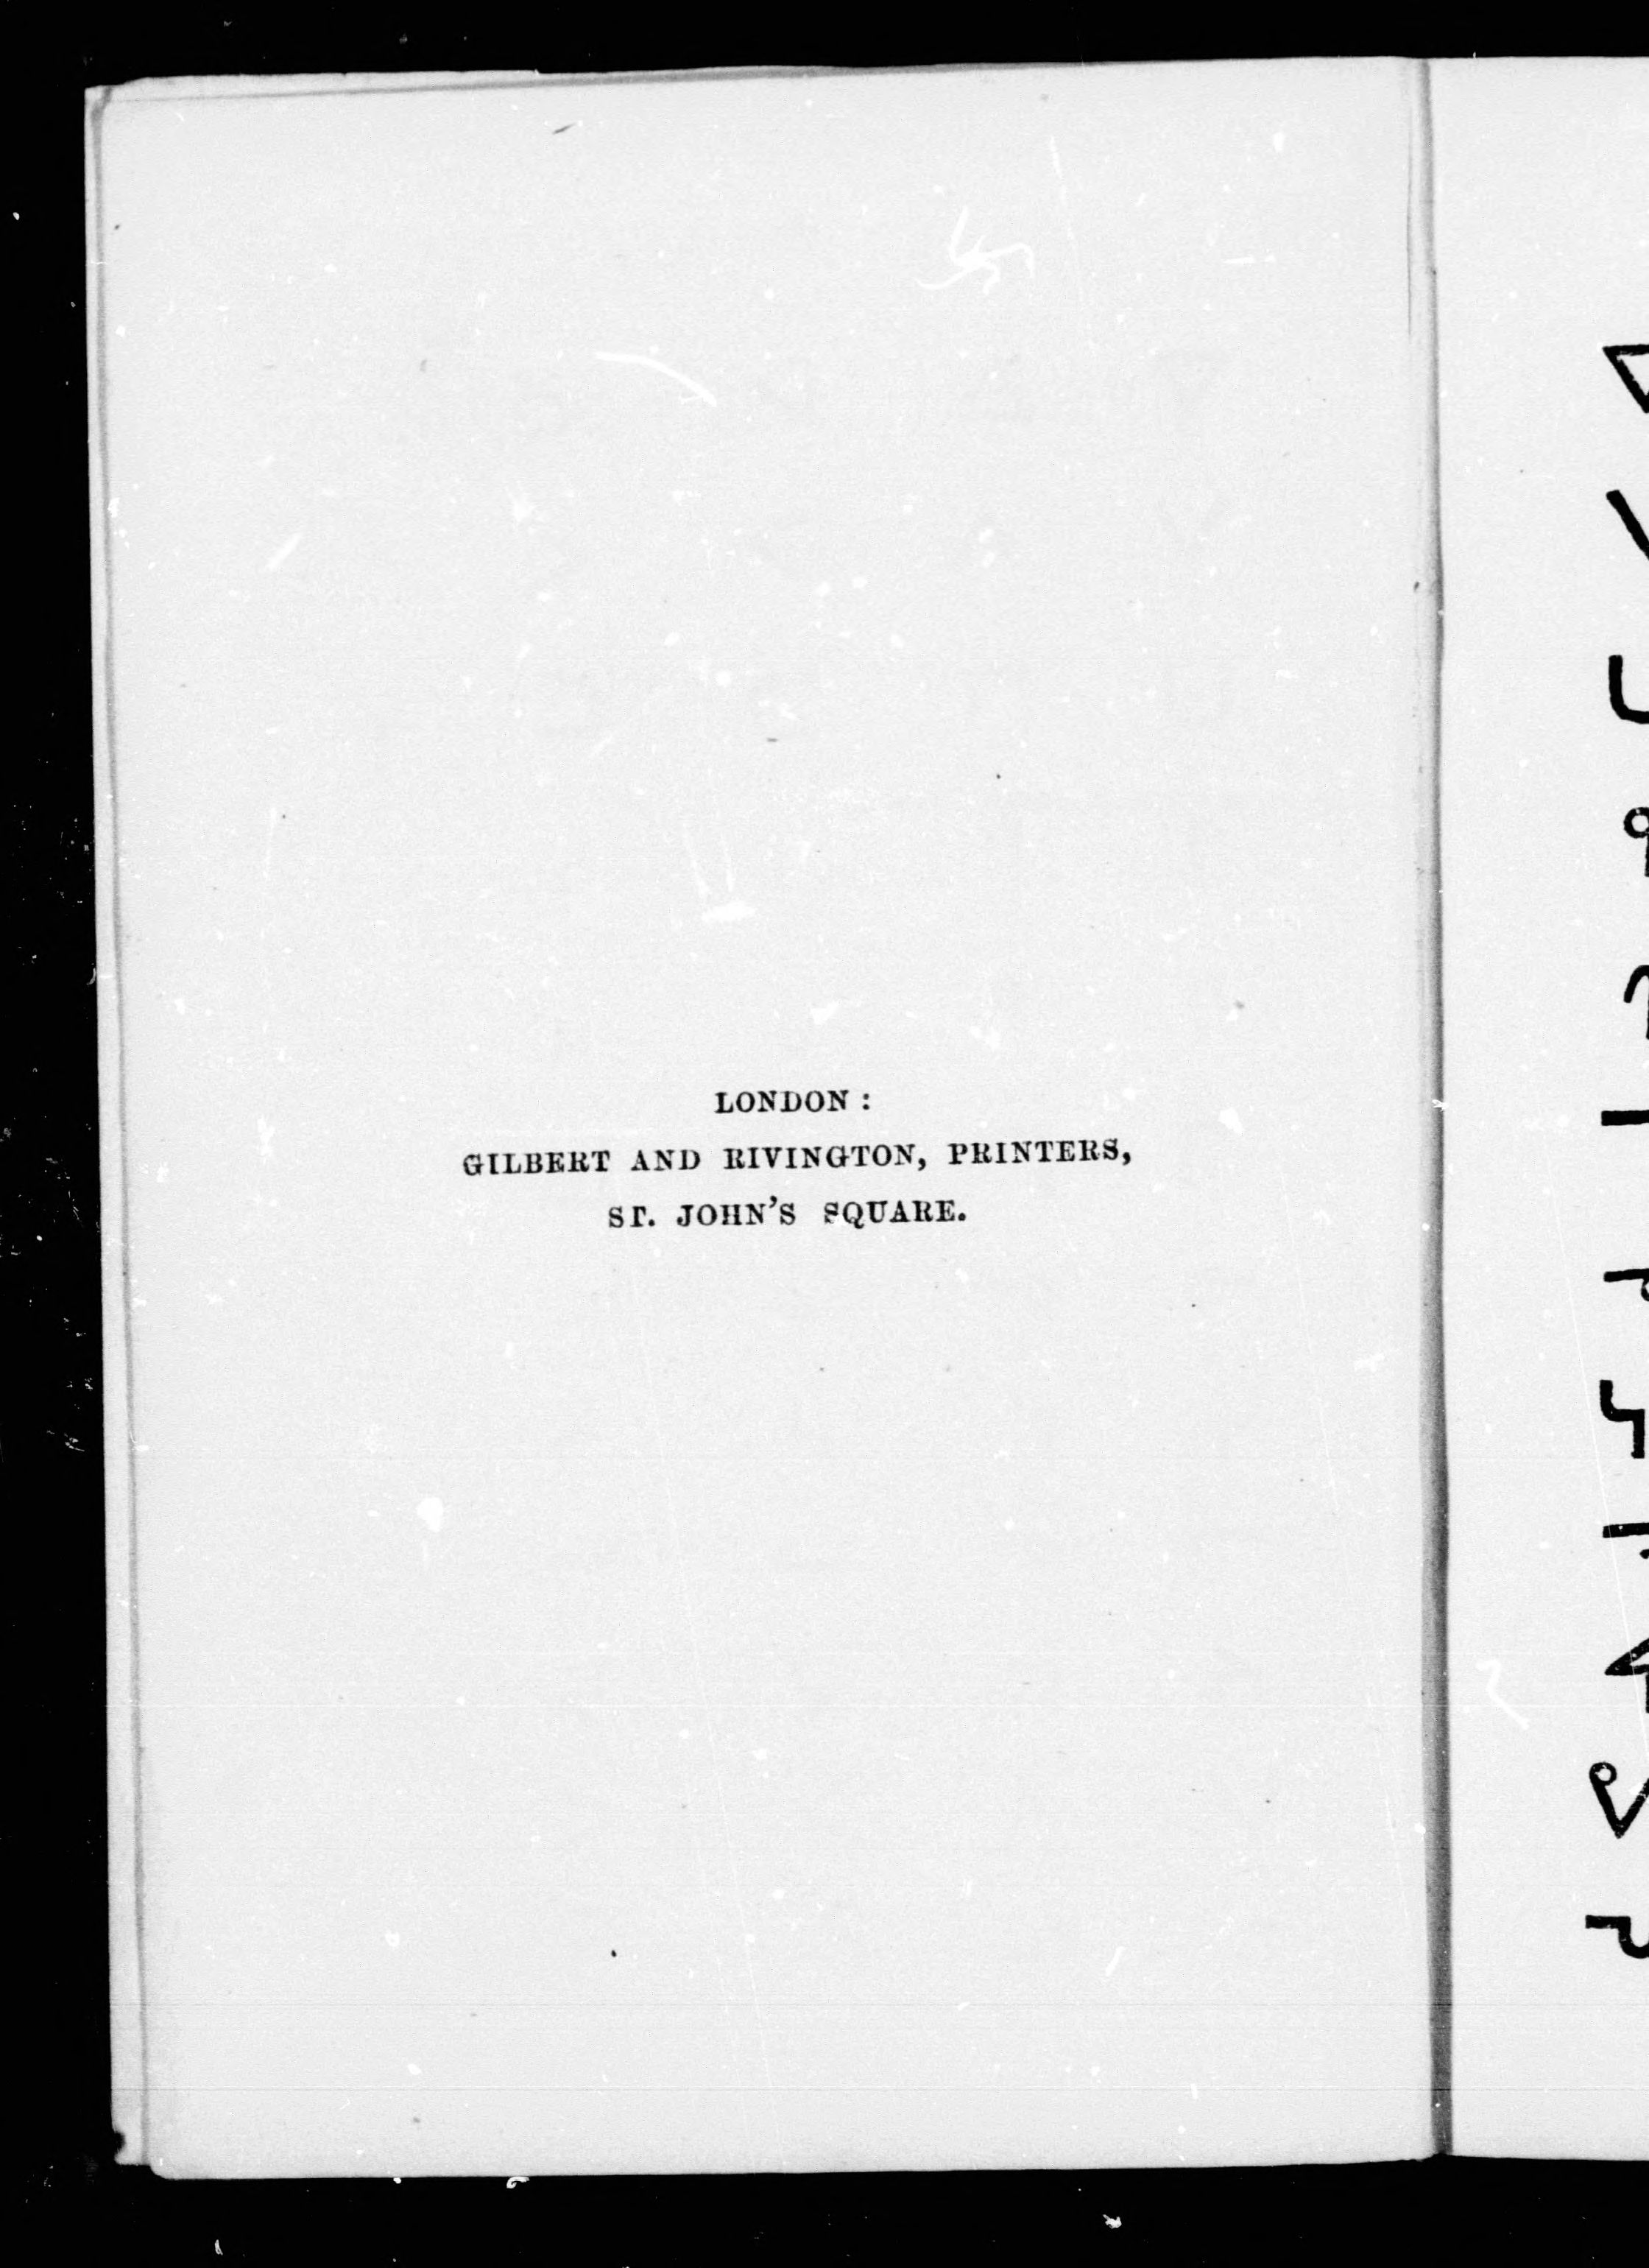 LONDON:
GILBERT AND RIVINGTON, PRINTERS,
ST. JOHN'S SQUARE.